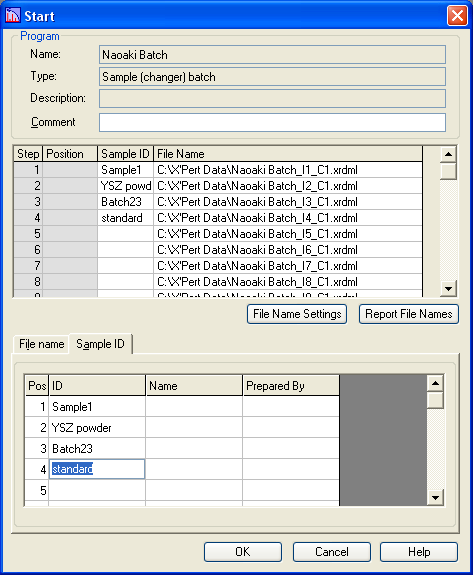 Start
Program
Name: Naoaki Batch
Type: Sample (changer) batch
Description:
Comment
Step Position Sample ID File Name
1 Sample1 C:\X'Pert Data\Naoaki Batch_I1_C1.xrdml
2 YSZ powd C:\X'Pert Data\Naoaki Batch_I2_C1.xrdml
3 Batch23 C:\X'Pert Data\Naoaki Batch_I3_C1.xrdml
4 standard C:\X'Pert Data\Naoaki Batch_I4_C1.xrdml
5 C:\X'Pert Data\Naoaki Batch_I5_C1.xrdml
6 C:\X'Pert Data\Naoaki Batch_I6_C1.xrdml
7 C:\X'Pert Data\Naoaki Batch_I7_C1.xrdml
8 C:\X'Pert Data\Naoaki Batch_I8_C1.xrdml
File Name Settings Report File Names
File name Sample ID
Pos ID Name Prepared By
1 Sample1
2 YSZ powder
3 Batch23
4 standard
5
OK Cancel Help